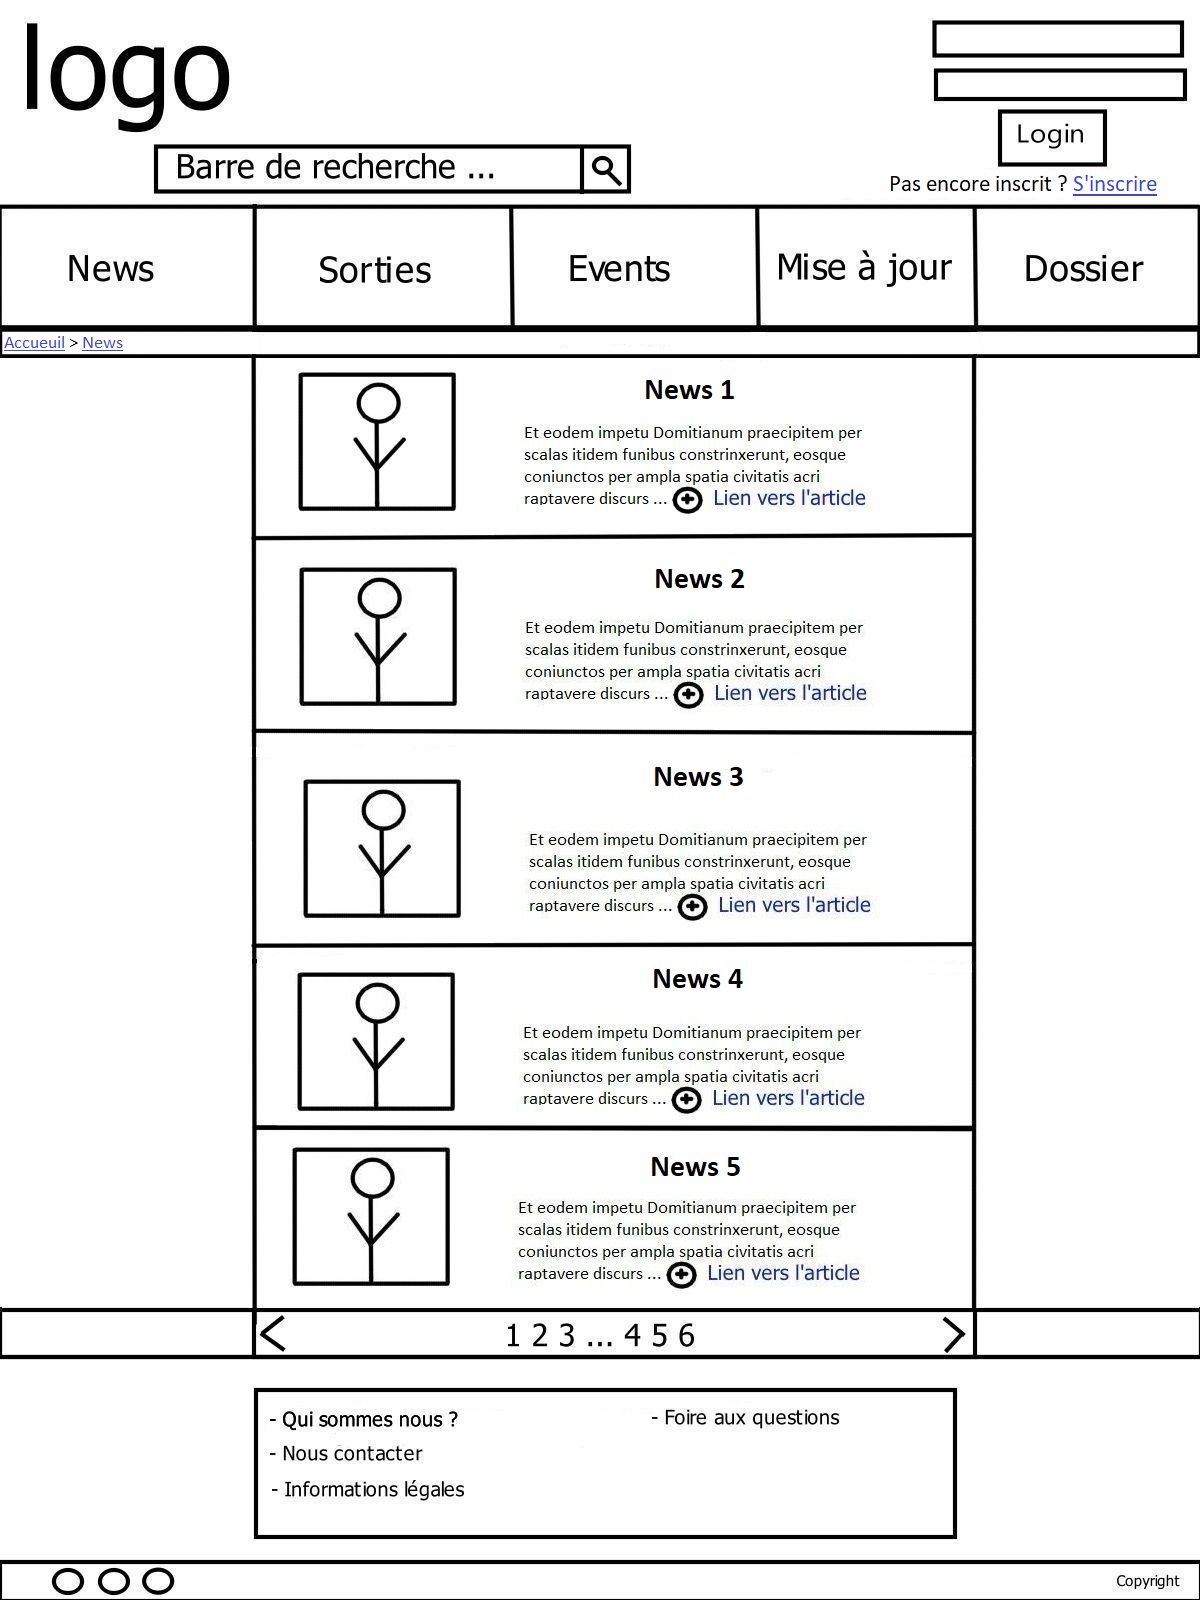 logo
Barre de recherche ...
Login
Pas encore inscrit ? S'inscrire
News
Sorties
Events
Mise à jour
Dossier
Accueuil > News
News 1
Et eodem impetu Domitianum praecipitem per
scalas itidem funibus constrinxerunt, eosque
coniunctos per ampla spatia civitatis acri
raptavere discurs ... Lien vers l'article
News 2
Et eodem impetu Domitianum praecipitem per
scalas itidem funibus constrinxerunt, eosque
coniunctos per ampla spatia civitatis acri
raptavere discurs ... Lien vers l'article
News 3
Et eodem impetu Domitianum praecipitem per
scalas itidem funibus constrinxerunt, eosque
coniunctos per ampla spatia civitatis acri
raptavere discurs ... Lien vers l'article
News 4
Et eodem impetu Domitianum praecipitem per
scalas itidem funibus constrinxerunt, eosque
coniunctos per ampla spatia civitatis acri
raptavere discurs ... Lien vers l'article
News 5
Et eodem impetu Domitianum praecipitem per
scalas itidem funibus constrinxerunt, eosque
coniunctos per ampla spatia civitatis acri
raptavere discurs ... Lien vers l'article
1 2 3 ... 4 5 6
- Qui sommes nous ?
- Nous contacter
- Informations légales
- Foire aux questions
Copyright